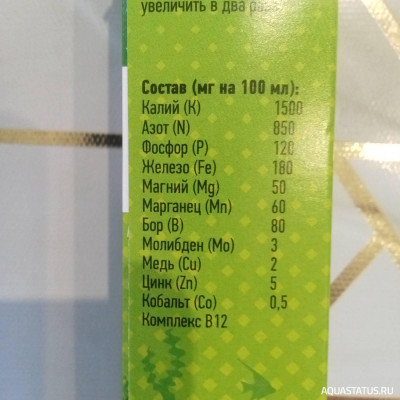 увеличить в два раза
Состав (мг на 100 мл):
Калий (K) 1500
Азот (N) 850
Фосфор (P) 120
Железо (Fe) 180
Магний (Mg) 50
Марганец (Mn) 60
Бор (B) 80
Молибден (Mo) 3
Медь (Cu) 2
Цинк (Zn) 5
Кобальт (Co) 0,5
Комплекс B12
AQUASTATUS.RU